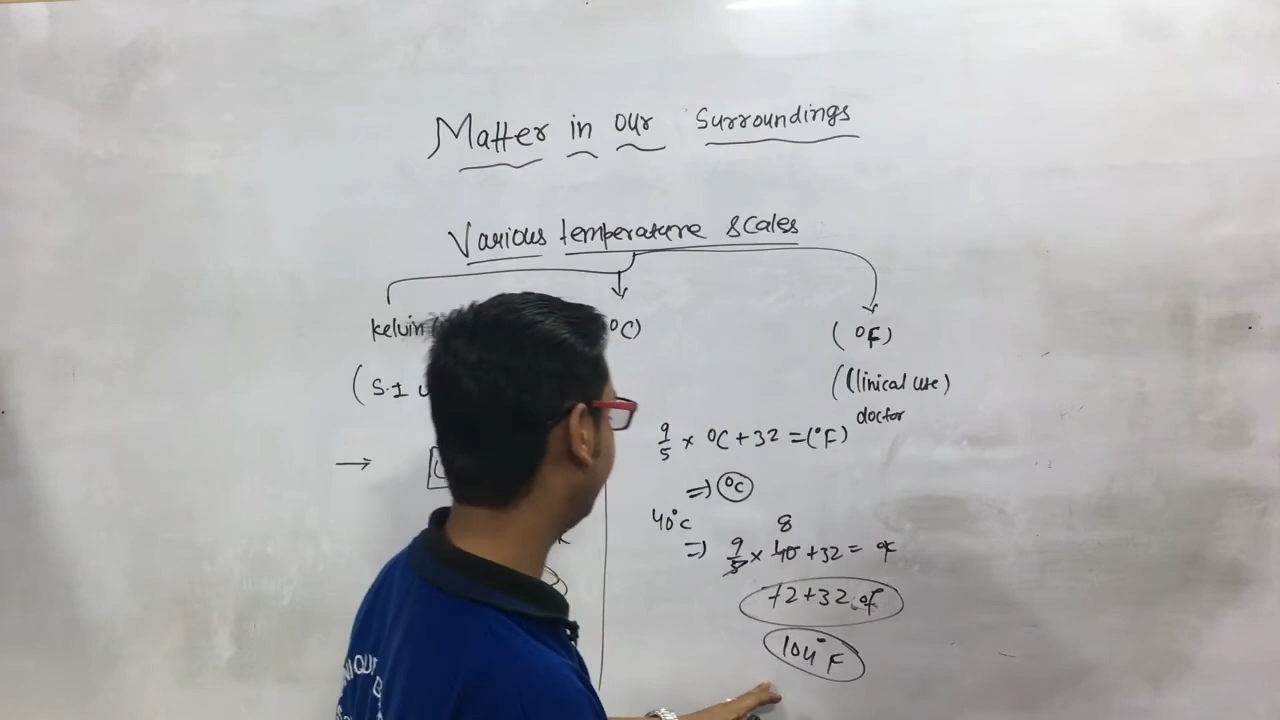 Matter in our Surroundings
Various temperature scales
kelvin
°C)
(°F)
(S.I
(Clinical use)
doctor
9/5 × °C + 32 = (°F)
⇒ °C
40°C
8
⇒ 9/5 × 40 + 32 = °F
72+32 °F
104°F